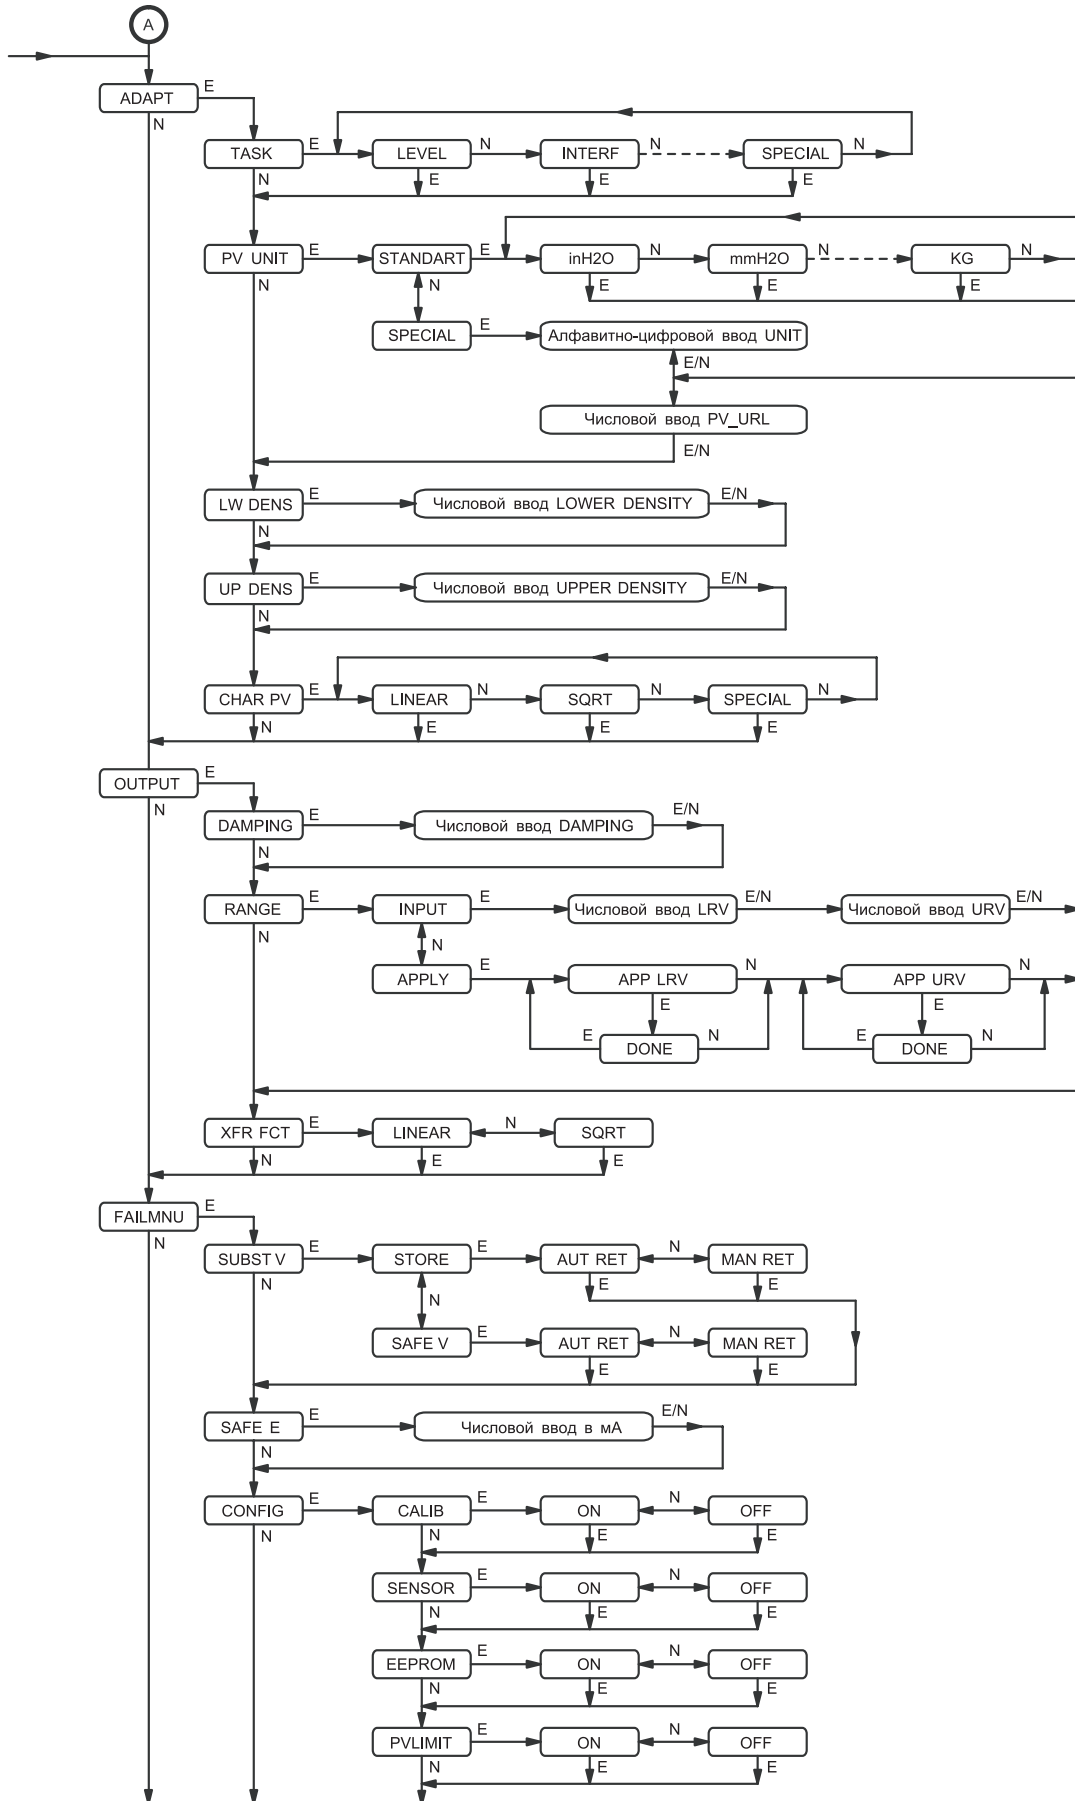 A
ADAPT E
N
TASK E LEVEL N INTERF N SPECIAL N
N E E E
PV UNIT E STANDART E inH2O N mmH2O N KG N
N N E E E
SPECIAL E Алфавитно-цифровой ввод UNIT
E/N
Числовой ввод PV_URL
E/N
LW DENS E Числовой ввод LOWER DENSITY E/N
N
UP DENS E Числовой ввод UPPER DENSITY E/N
N
CHAR PV E LINEAR N SQRT N SPECIAL N
N E E E
OUTPUT E
N
DAMPING E Числовой ввод DAMPING E/N
N
RANGE E INPUT E Числовой ввод LRV E/N Числовой ввод URV E/N
N N
APPLY E APP LRV N APP URV N
E E
E DONE N E DONE N
XFR FCT E LINEAR N SQRT
N E E
FAILMNU E
N
SUBST V E STORE E AUT RET N MAN RET
N N E E
SAFE V E AUT RET N MAN RET
E E
SAFE E E Числовой ввод в мА E/N
N
CONFIG E CALIB E ON N OFF
N N E E
SENSOR E ON N OFF
N E E
EEPROM E ON N OFF
N E E
PVLIMIT E ON N OFF
N E E